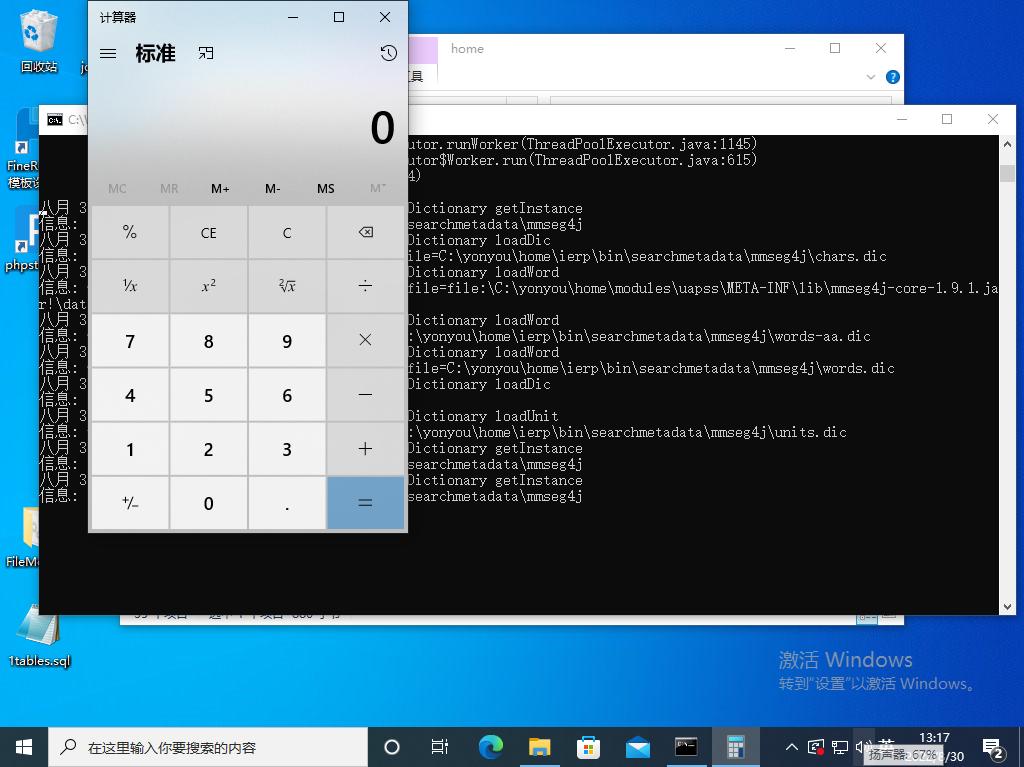 计算器
标准
0
MC MR M+ M- MS M˅
% CE C
¹/x x² ²√x ÷
7 8 9 ×
4 5 6 −
1 2 3 +
+/− 0 . =
home
回收站
FineR
模板设
phpst
FileM
1tables.sql
C:\
utor.runWorker(ThreadPoolExecutor.java:1145)
utor$Worker.run(ThreadPoolExecutor.java:615)
4)
八月 3 Dictionary getInstance
信息: searchmetadata\mmseg4j
八月 3 Dictionary loadDic
信息: ile=C:\yonyou\home\ierp\bin\searchmetadata\mmseg4j\chars.dic
八月 3 Dictionary loadWord
信息: file=file:\C:\yonyou\home\modules\uapss\META-INF\lib\mmseg4j-core-1.9.1.ja
r!\dat
八月 3 Dictionary loadWord
信息: :\yonyou\home\ierp\bin\searchmetadata\mmseg4j\words-aa.dic
八月 3 Dictionary loadWord
信息: file=C:\yonyou\home\ierp\bin\searchmetadata\mmseg4j\words.dic
八月 3 Dictionary loadDic
信息:
八月 3 Dictionary loadUnit
信息: :\yonyou\home\ierp\bin\searchmetadata\mmseg4j\units.dic
八月 3 Dictionary getInstance
信息: searchmetadata\mmseg4j
八月 3 Dictionary getInstance
信息: searchmetadata\mmseg4j
激活 Windows
转到"设置"以激活 Windows。
在这里输入你要搜索的内容
英
13:17
扬声器: 67%
8/30
2